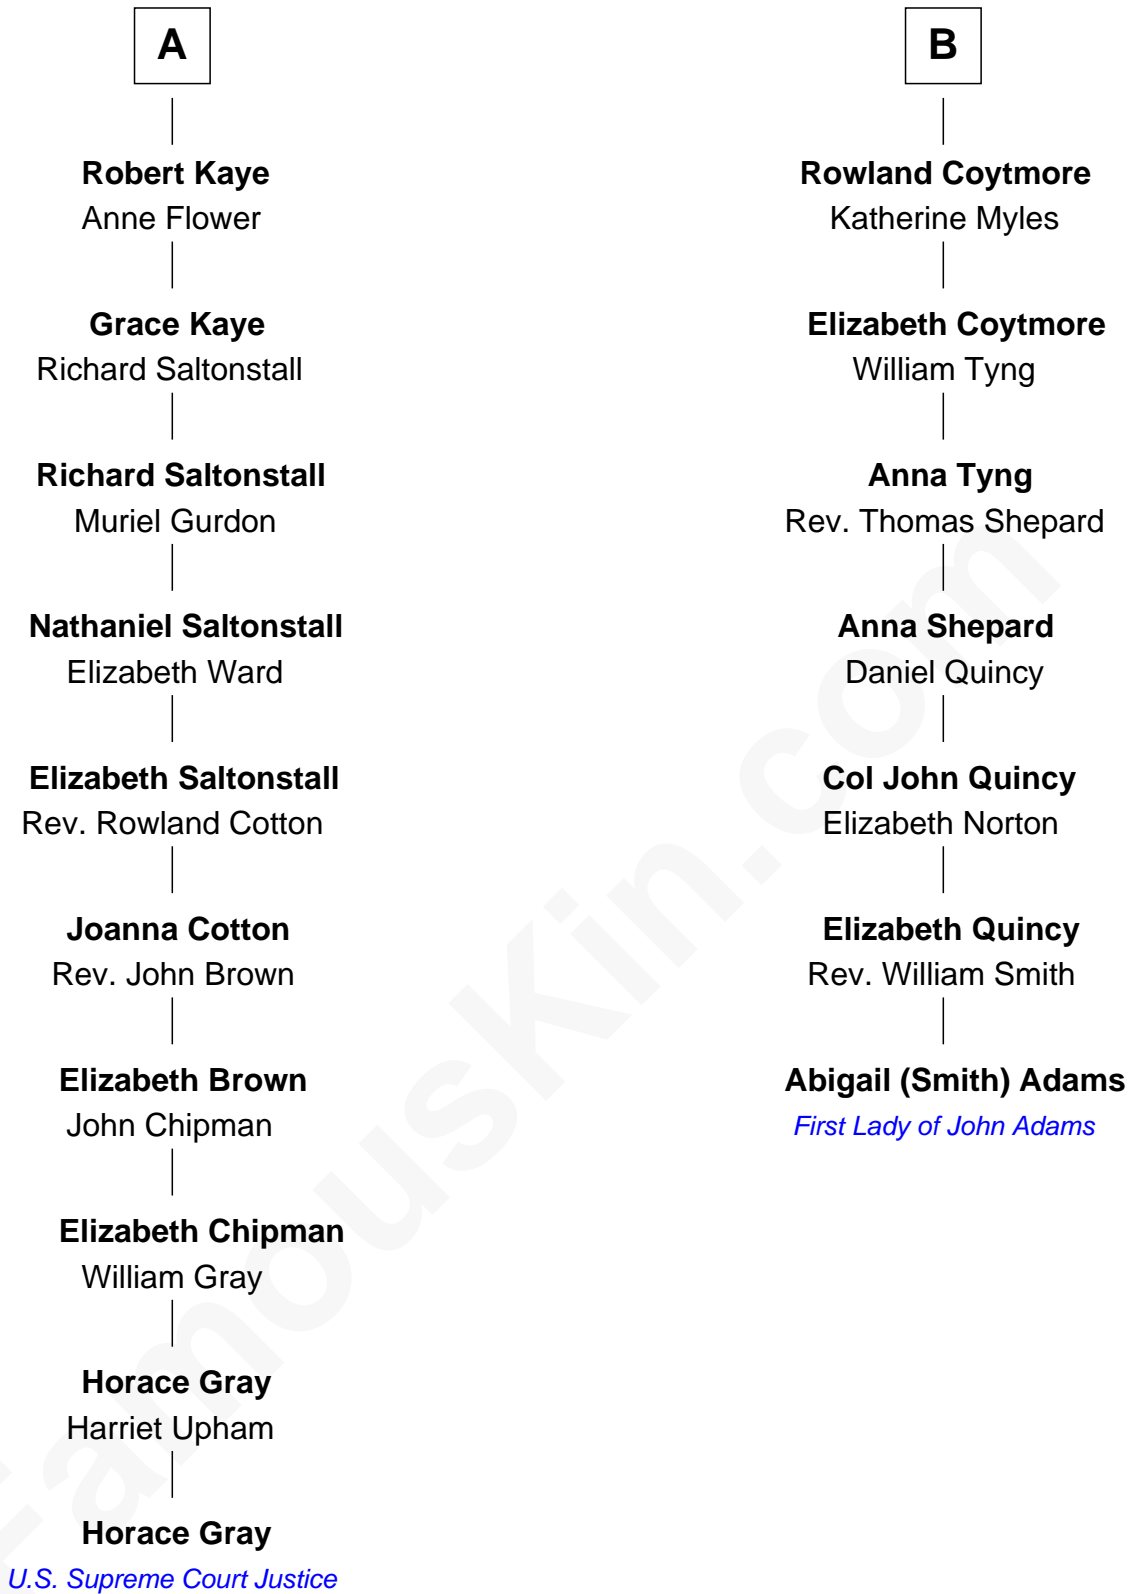 A
Robert Kaye
Anne Flower
Grace Kaye
Richard Saltonstall
Richard Saltonstall
Muriel Gurdon
Nathaniel Saltonstall
Elizabeth Ward
Elizabeth Saltonstall
Rev. Rowland Cotton
Joanna Cotton
Rev. John Brown
Elizabeth Brown
John Chipman
Elizabeth Chipman
William Gray
Horace Gray
Harriet Upham
Horace Gray
U.S. Supreme Court Justice
B
Rowland Coytmore
Katherine Myles
Elizabeth Coytmore
William Tyng
Anna Tyng
Rev. Thomas Shepard
Anna Shepard
Daniel Quincy
Col John Quincy
Elizabeth Norton
Elizabeth Quincy
Rev. William Smith
Abigail (Smith) Adams
First Lady of John Adams
FamousKin.com